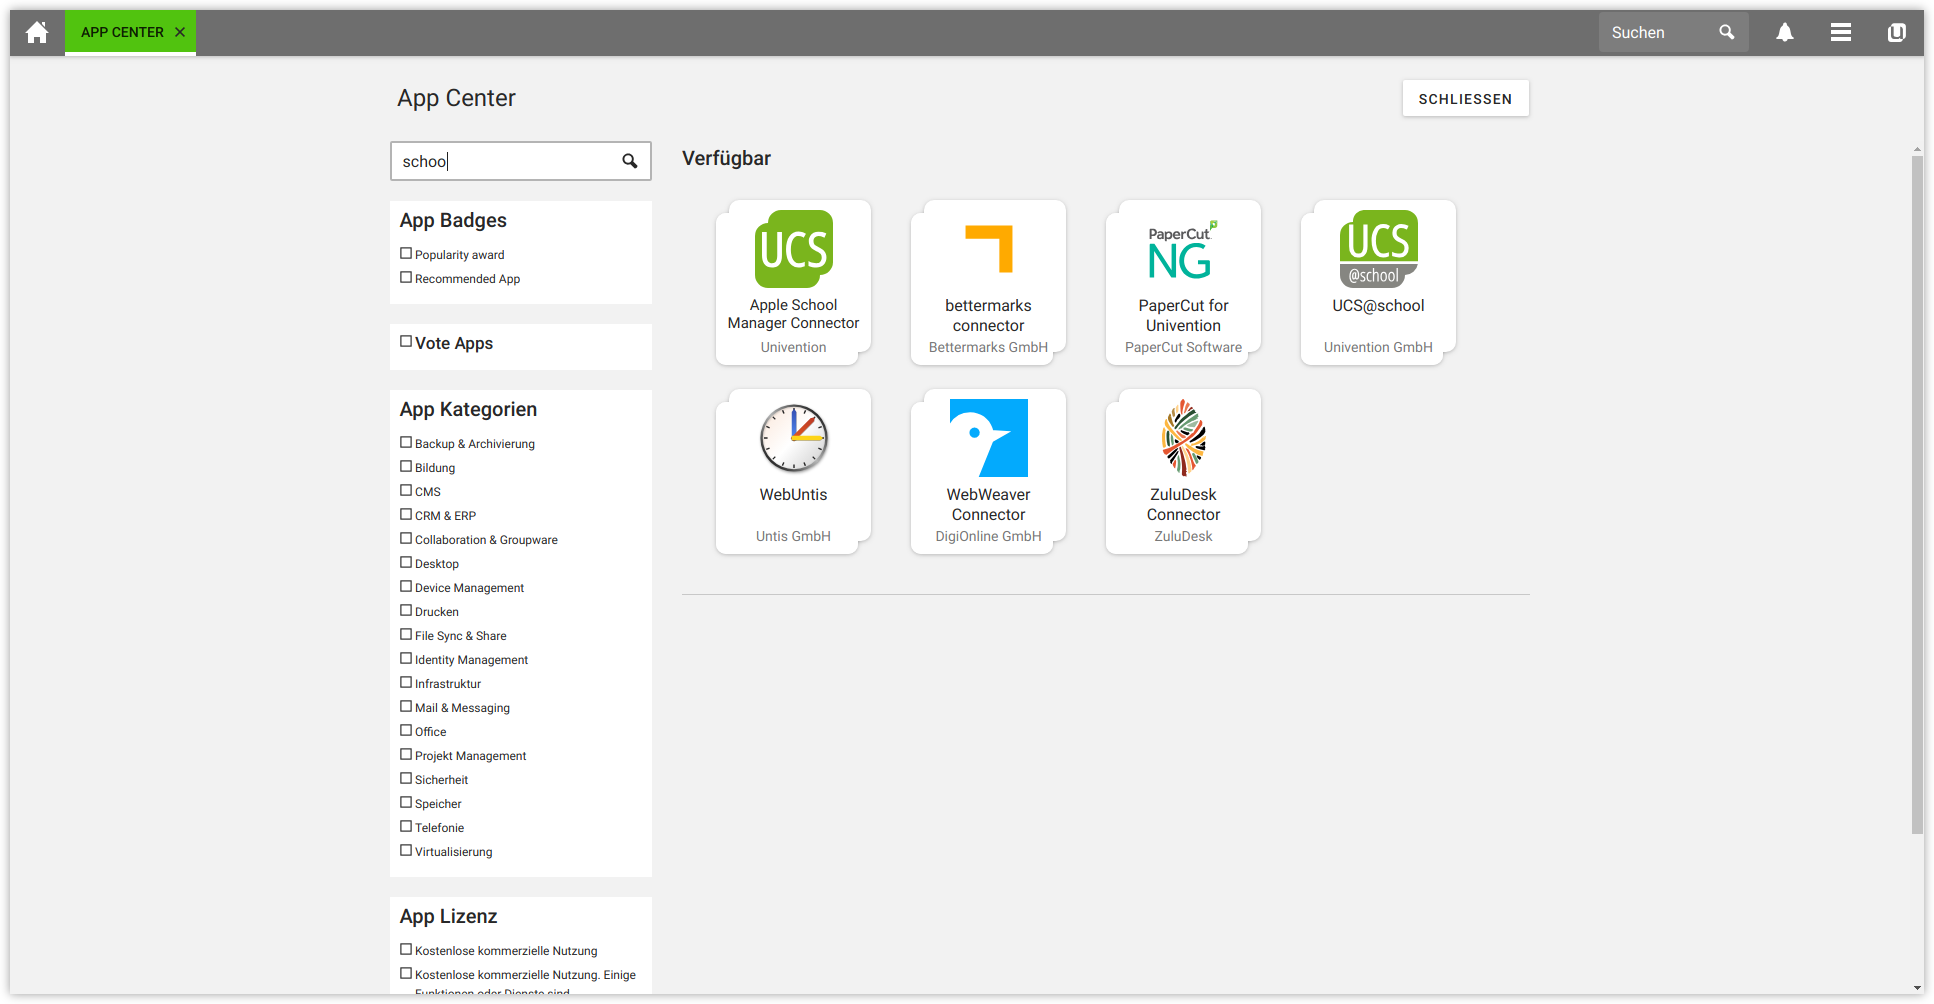 APP CENTER
Suchen
App Center
SCHLIESSEN
schoo
App Badges
Popularity award
Recommended App
Vote Apps
App Kategorien
Backup & Archivierung
Bildung
CMS
CRM & ERP
Collaboration & Groupware
Desktop
Device Management
Drucken
File Sync & Share
Identity Management
Infrastruktur
Mail & Messaging
Office
Projekt Management
Sicherheit
Speicher
Telefonie
Virtualisierung
App Lizenz
Kostenlose kommerzielle Nutzung
Kostenlose kommerzielle Nutzung. Einige
Funktionen oder Dienste sind
Verfügbar
UCS
Apple School
Manager Connector
Univention
bettermarks
connector
Bettermarks GmbH
PaperCut
NG
PaperCut for
Univention
PaperCut Software
UCS
@school
UCS@school
Univention GmbH
WebUntis
Untis GmbH
WebWeaver
Connector
DigiOnline GmbH
ZuluDesk
Connector
ZuluDesk